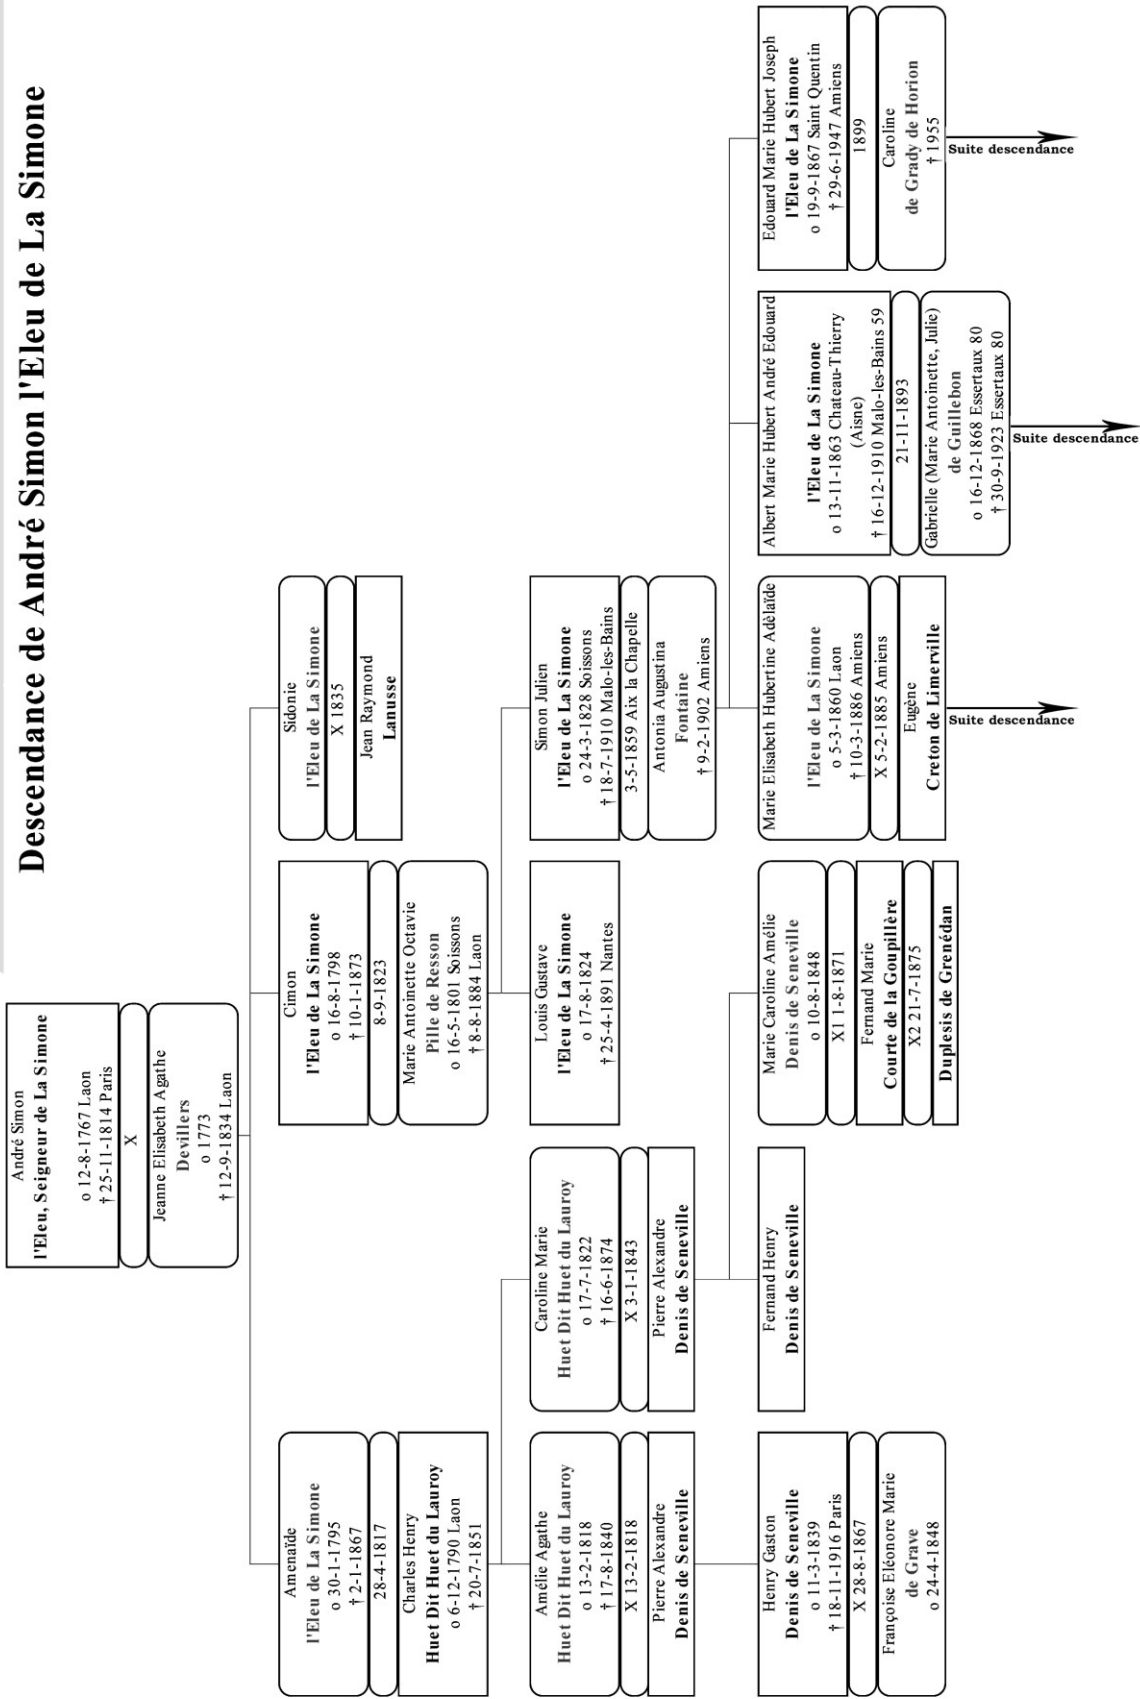 Descendance de André Simon l'Eleu de La Simone
André Simon
l'Eleu, Seigneur de La Simone
o 12-8-1767 Laon
† 25-11-1814 Paris
X
Jeanne Elisabeth Agathe
Devillers
o 1773
† 12-9-1834 Laon
Amenaïde
l'Eleu de La Simone
o 30-1-1795
† 2-1-1867
28-4-1817
Charles Henry
Huet Dit Huet du Lauroy
o 6-12-1790 Laon
† 20-7-1851
Cimon
l'Eleu de La Simone
o 16-8-1798
† 10-1-1873
8-9-1823
Marie Antoinette Octavie
Pille de Resson
o 16-5-1801 Soissons
† 8-8-1884 Laon
Sidonie
l'Eleu de La Simone
X 1835
Jean Raymond
Lanusse
Amélie Agathe
Huet Dit Huet du Lauroy
o 13-2-1818
† 17-8-1840
X 13-2-1818
Pierre Alexandre
Denis de Seneville
Caroline Marie
Huet Dit Huet du Lauroy
o 17-7-1822
† 16-6-1874
X 3-1-1843
Pierre Alexandre
Denis de Seneville
Louis Gustave
l'Eleu de La Simone
o 17-8-1824
† 25-4-1891 Nantes
Simon Julien
l'Eleu de La Simone
o 24-3-1828 Soissons
† 18-7-1910 Malo-les-Bains
3-5-1859 Aix la Chapelle
Antonia Augustina
Fontaine
† 9-2-1902 Amiens
Henry Gaston
Denis de Seneville
o 11-3-1839
† 18-11-1916 Paris
X 28-8-1867
Françoise Eléonore Marie
de Grave
o 24-4-1848
Fernand Henry
Denis de Seneville
Marie Caroline Amélie
Denis de Seneville
o 10-8-1848
X1 1-8-1871
Fernand Marie
Courte de la Goupillère
X2 21-7-1875
Duplesis de Grenédan
Marie Elisabeth Hubertine Adèlaïde
l'Eleu de La Simone
o 5-3-1860 Laon
† 10-3-1886 Amiens
X 5-2-1885 Amiens
Eugène
Creton de Limerville
Suite descendance
Albert Marie Hubert André Edouard
l'Eleu de La Simone
o 13-11-1863 Chateau-Thierry
(Aisne)
† 16-12-1910 Malo-les-Bains 59
21-11-1893
Gabrielle (Marie Antoinette, Julie)
de Guillebon
o 16-12-1868 Essertaux 80
† 30-9-1923 Essertaux 80
Suite descendance
Edouard Marie Hubert Joseph
l'Eleu de La Simone
o 19-9-1867 Saint Quentin
† 29-6-1947 Amiens
1899
Caroline
de Grady de Horion
† 1955
Suite descendance